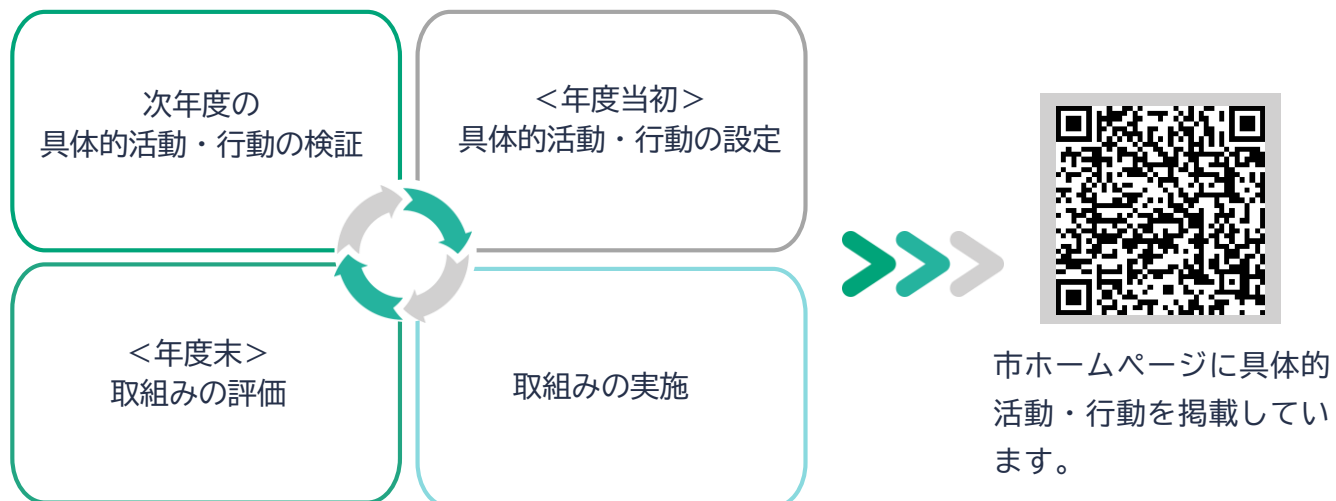 次年度の
具体的活動・行動の検証
＜年度当初＞
具体的活動・行動の設定
＜年度末＞
取組みの評価
取組みの実施
市ホームページに具体的
活動・行動を掲載してい
ます。